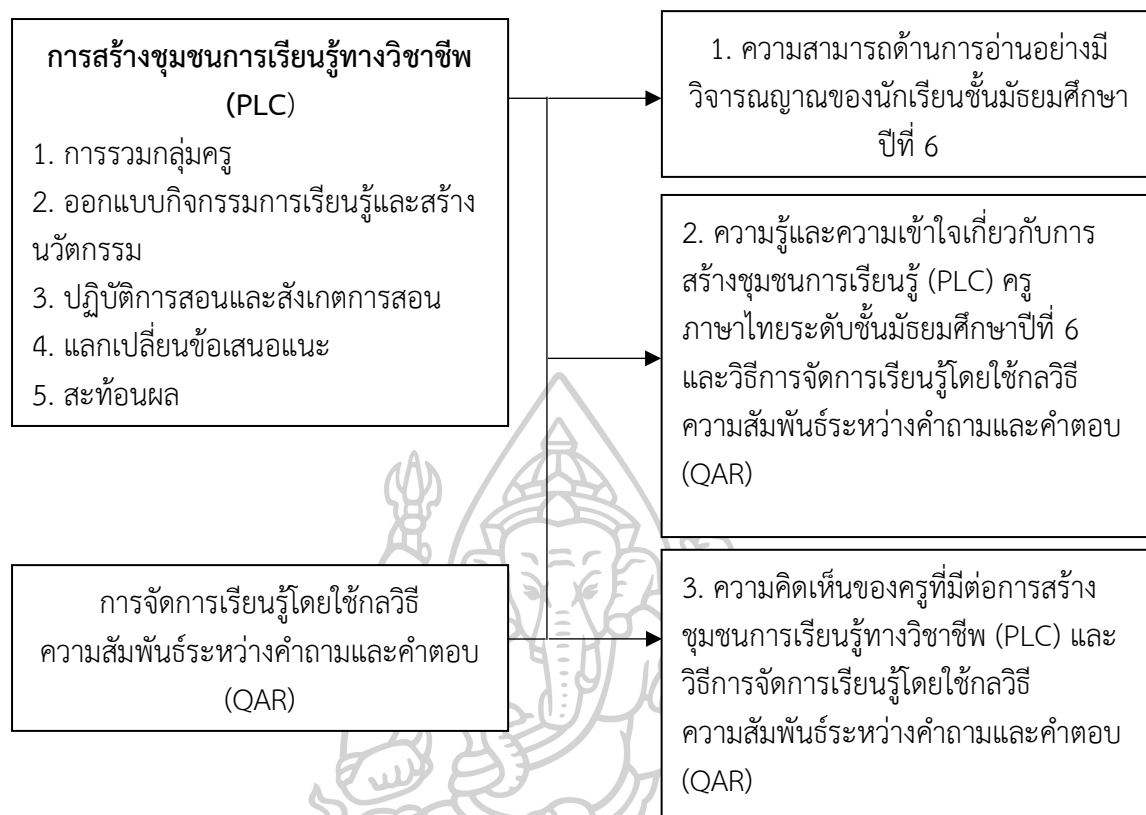 การสร้างชุมชนการเรียนรู้ทางวิชาชีพ
(PLC)
1. การรวมกลุ่มครู
2. ออกแบบกิจกรรมการเรียนรู้และสร้าง
นวัตกรรม
3. ปฏิบัติการสอนและสังเกตการสอน
4. แลกเปลี่ยนข้อเสนอแนะ
5. สะท้อนผล
การจัดการเรียนรู้โดยใช้กลวิธี
ความสัมพันธ์ระหว่างคำถามและคำตอบ
(QAR)
1. ความสามารถด้านการอ่านอย่างมี
วิจารณญาณของนักเรียนชั้นมัธยมศึกษา
ปีที่ 6
2. ความรู้และความเข้าใจเกี่ยวกับการ
สร้างชุมชนการเรียนรู้ (PLC) ครู
ภาษาไทยระดับชั้นมัธยมศึกษาปีที่ 6
และวิธีการจัดการเรียนรู้โดยใช้กลวิธี
ความสัมพันธ์ระหว่างคำถามและคำตอบ
(QAR)
3. ความคิดเห็นของครูที่มีต่อการสร้าง
ชุมชนการเรียนรู้ทางวิชาชีพ (PLC) และ
วิธีการจัดการเรียนรู้โดยใช้กลวิธี
ความสัมพันธ์ระหว่างคำถามและคำตอบ
(QAR)